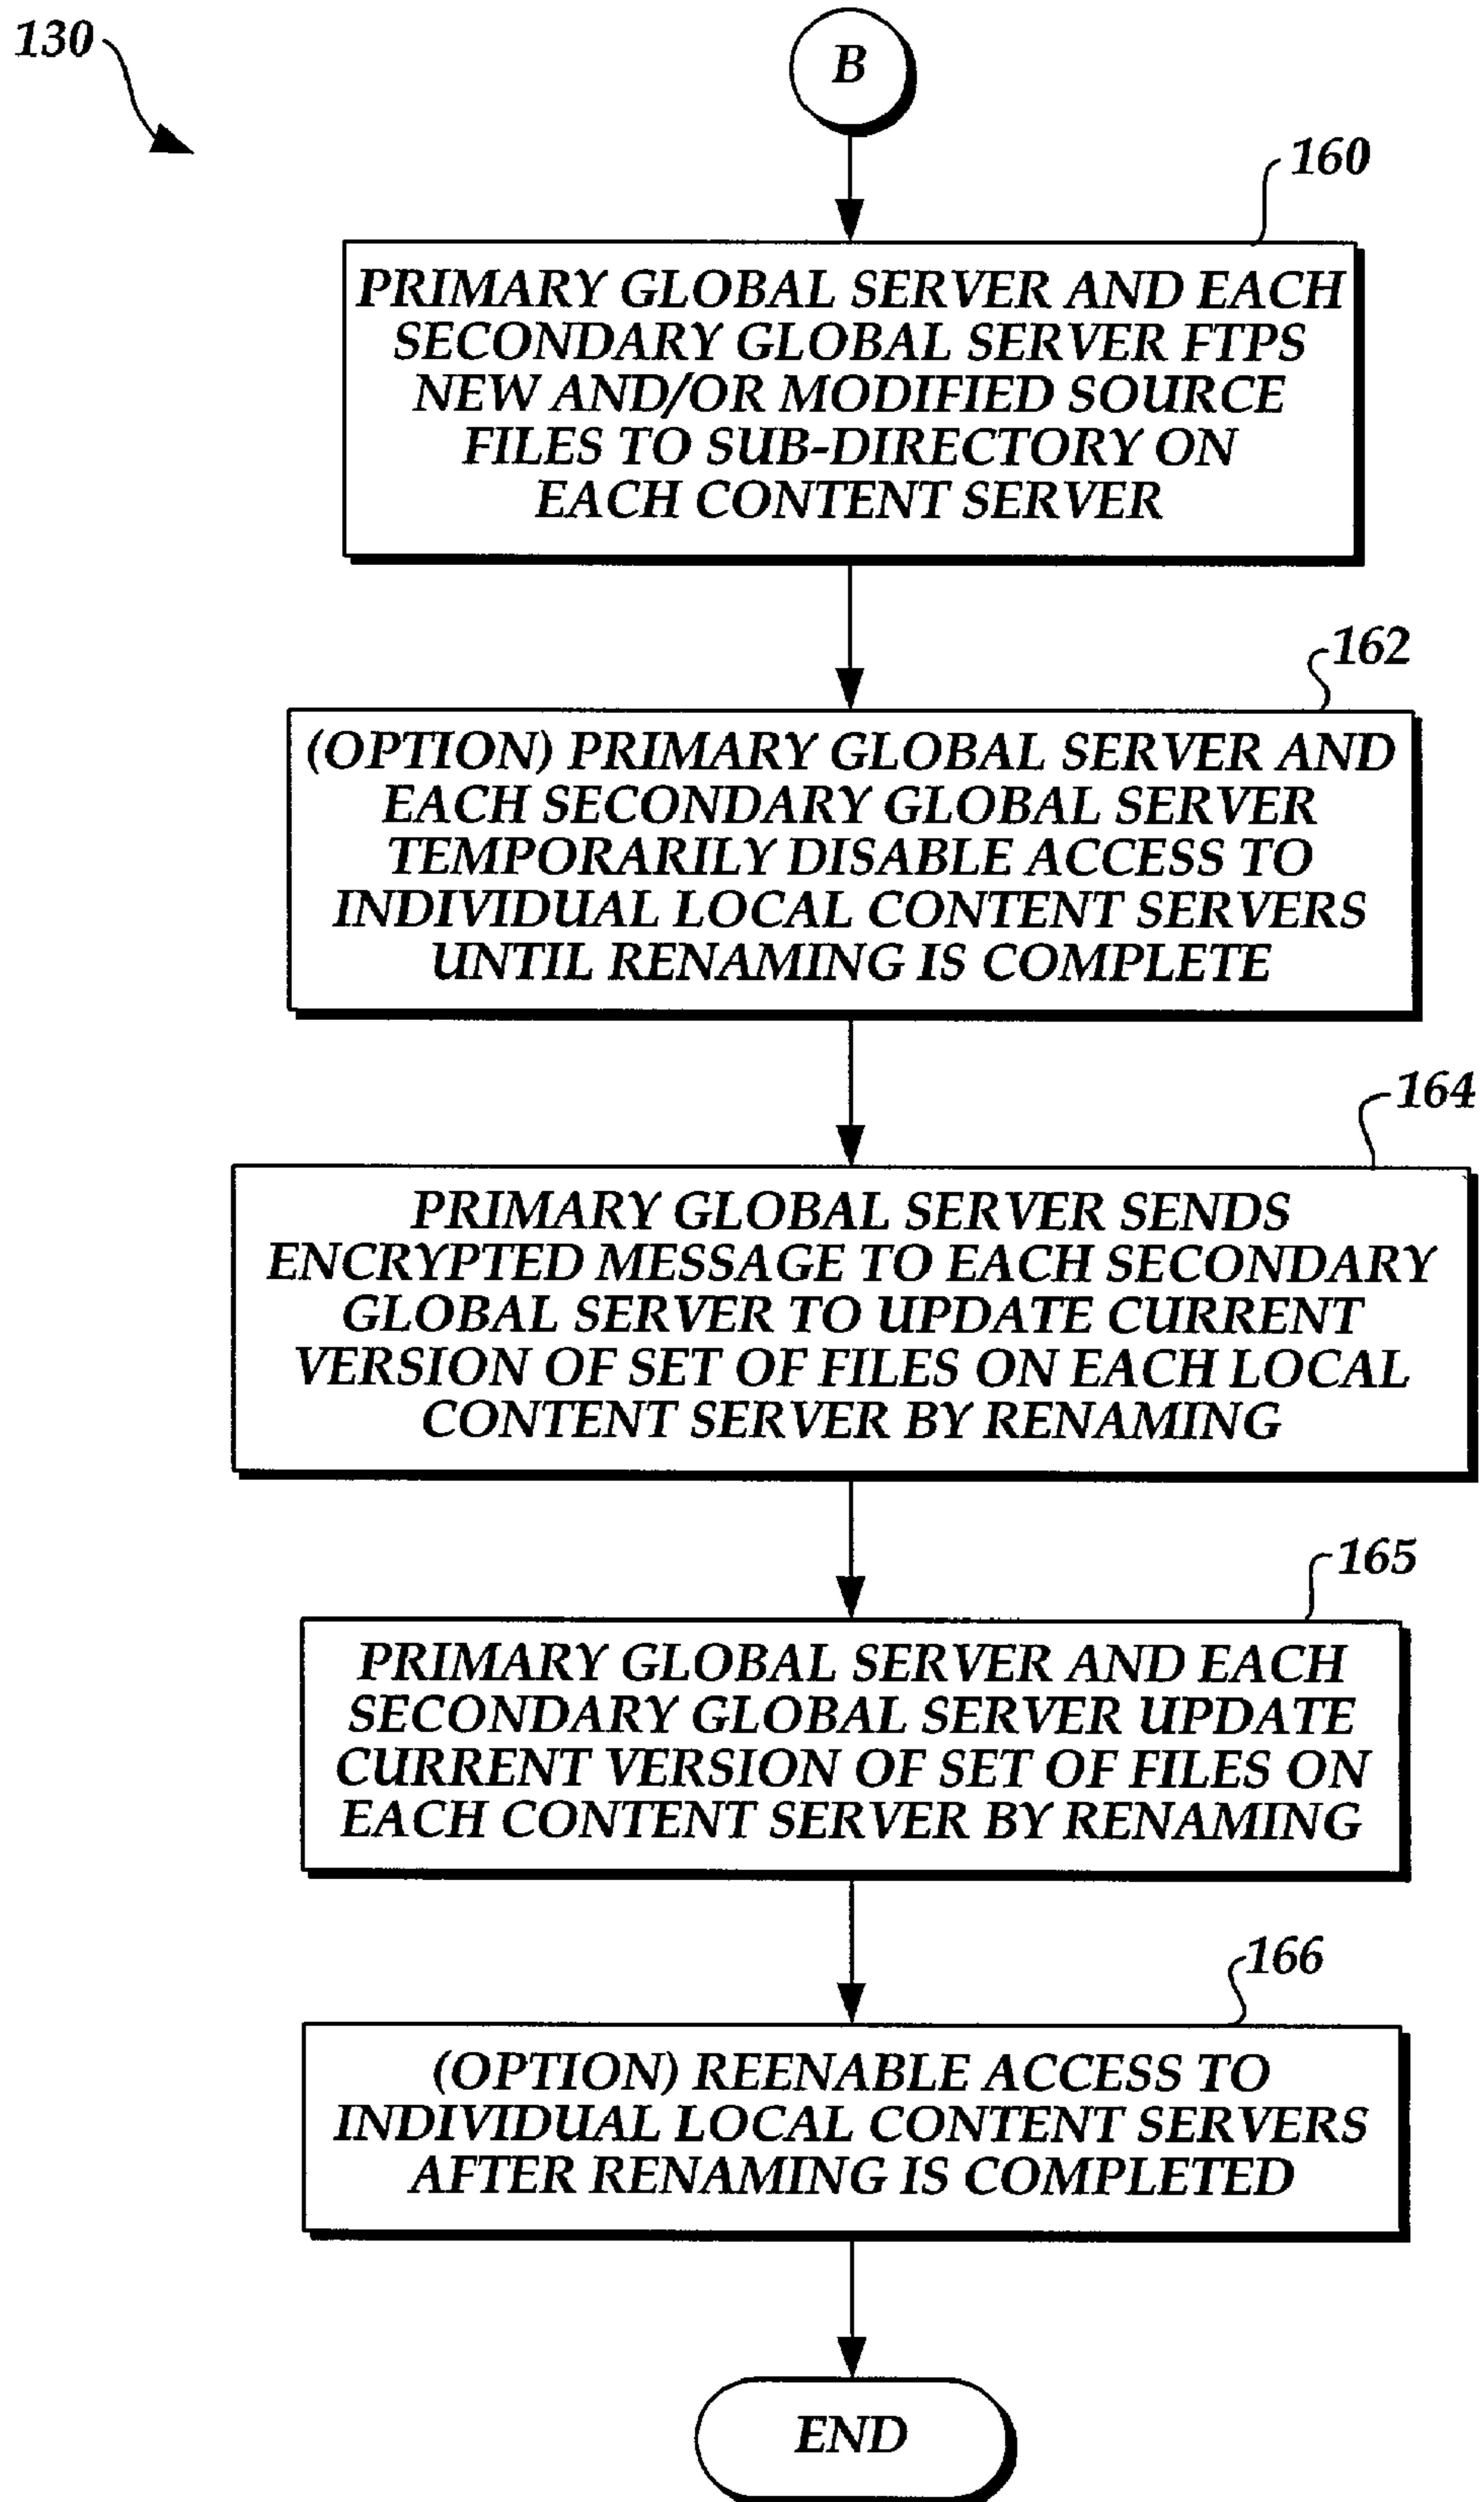 130
B
160
PRIMARY GLOBAL SERVER AND EACH
SECONDARY GLOBAL SERVER FTPS
NEW AND/OR MODIFIED SOURCE
FILES TO SUB-DIRECTORY ON
EACH CONTENT SERVER
162
(OPTION) PRIMARY GLOBAL SERVER AND
EACH SECONDARY GLOBAL SERVER
TEMPORARILY DISABLE ACCESS TO
INDIVIDUAL LOCAL CONTENT SERVERS
UNTIL RENAMING IS COMPLETE
164
PRIMARY GLOBAL SERVER SENDS
ENCRYPTED MESSAGE TO EACH SECONDARY
GLOBAL SERVER TO UPDATE CURRENT
VERSION OF SET OF FILES ON EACH LOCAL
CONTENT SERVER BY RENAMING
165
PRIMARY GLOBAL SERVER AND EACH
SECONDARY GLOBAL SERVER UPDATE
CURRENT VERSION OF SET OF FILES ON
EACH CONTENT SERVER BY RENAMING
166
(OPTION) REENABLE ACCESS TO
INDIVIDUAL LOCAL CONTENT SERVERS
AFTER RENAMING IS COMPLETED
END